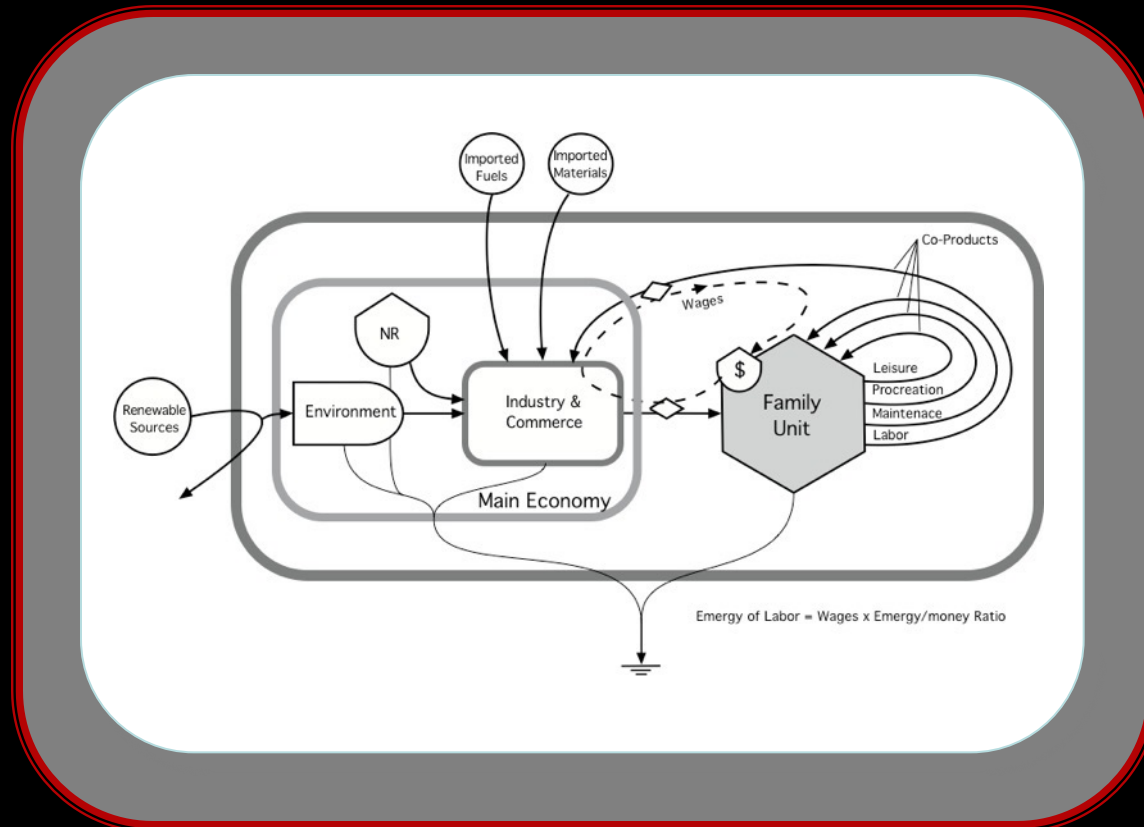 Imported
Fuels
Imported
Materials
Co-Products
Wages
NR
$
Leisure
Renewable
Sources
Environment
Industry &
Commerce
Family
Unit
Procreation
Maintenace
Labor
Main Economy
Emergy of Labor = Wages x Emergy/money Ratio